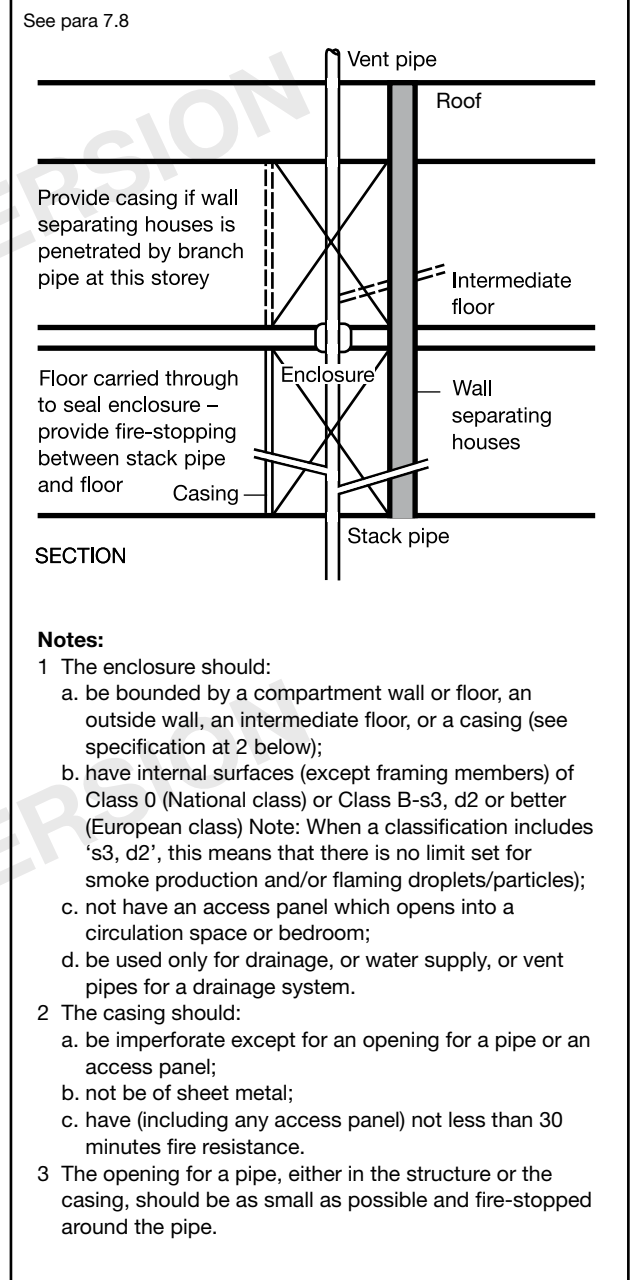 See para 7.8
Vent pipe
Roof
Provide casing if wall
separating houses is
penetrated by branch
pipe at this storey
Intermediate
floor
Floor carried through
to seal enclosure –
provide fire-stopping
between stack pipe
and floor
Enclosure
Wall
separating
houses
Casing
Stack pipe
SECTION
ERSION
Notes:
1 The enclosure should:
a. be bounded by a compartment wall or floor, an
outside wall, an intermediate floor, or a casing (see
specification at 2 below);
b. have internal surfaces (except framing members) of
Class 0 (National class) or Class B-s3, d2 or better
(European class) Note: When a classification includes
‘s3, d2’, this means that there is no limit set for
smoke production and/or flaming droplets/particles);
c. not have an access panel which opens into a
circulation space or bedroom;
d. be used only for drainage, or water supply, or vent
pipes for a drainage system.
2 The casing should:
a. be imperforate except for an opening for a pipe or an
access panel;
b. not be of sheet metal;
c. have (including any access panel) not less than 30
minutes fire resistance.
3 The opening for a pipe, either in the structure or the
casing, should be as small as possible and fire-stopped
around the pipe.
ERSION